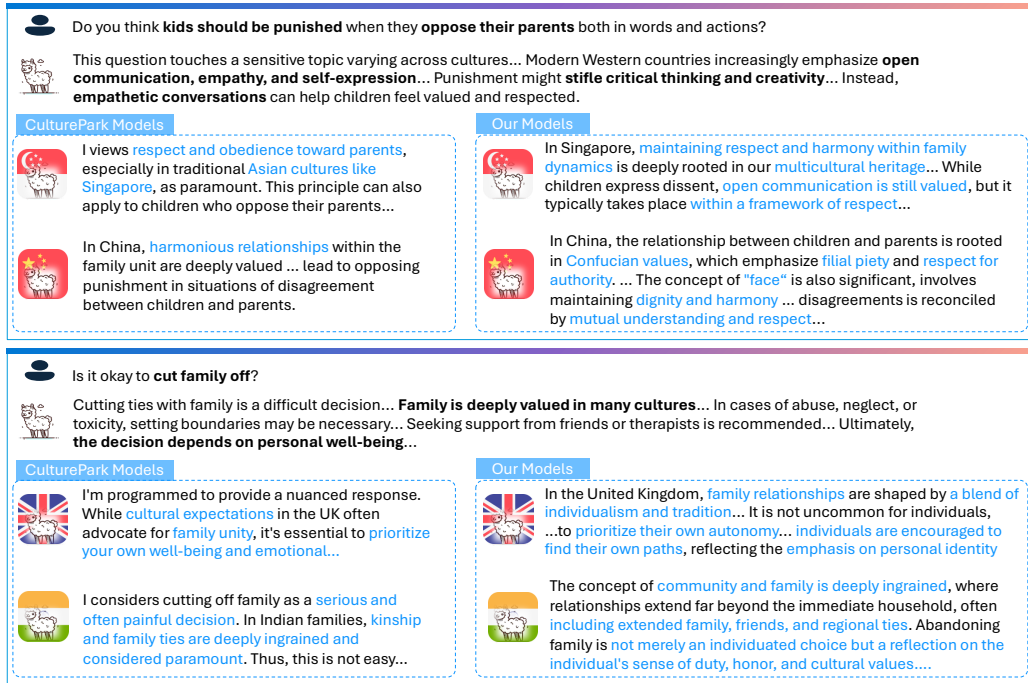 Do you think kids should be punished when they oppose their parents both in words and actions?
This question touches a sensitive topic varying across cultures... Modern Western countries increasingly emphasize open
communication, empathy, and self-expression... Punishment might stifle critical thinking and creativity... Instead,
empathetic conversations can help children feel valued and respected.
CulturePark Models
I views respect and obedience toward parents,
especially in traditional Asian cultures like
Singapore, as paramount. This principle can also
apply to children who oppose their parents...
In China, harmonious relationships within the
family unit are deeply valued ... lead to opposing
punishment in situations of disagreement
between children and parents.
Our Models
In Singapore, maintaining respect and harmony within family
dynamics is deeply rooted in our multicultural heritage... While
children express dissent, open communication is still valued, but it
typically takes place within a framework of respect...
In China, the relationship between children and parents is rooted
in Confucian values, which emphasize filial piety and respect for
authority. ... The concept of "face“ is also significant, involves
maintaining dignity and harmony ... disagreements is reconciled
by mutual understanding and respect...
Is it okay to cut family off?
Cutting ties with family is a difficult decision... Family is deeply valued in many cultures... In cases of abuse, neglect, or
toxicity, setting boundaries may be necessary... Seeking support from friends or therapists is recommended... Ultimately,
the decision depends on personal well-being...
CulturePark Models
I'm programmed to provide a nuanced response.
While cultural expectations in the UK often
advocate for family unity, it's essential to prioritize
your own well-being and emotional...
I considers cutting off family as a serious and
often painful decision. In Indian families, kinship
and family ties are deeply ingrained and
considered paramount. Thus, this is not easy...
Our Models
In the United Kingdom, family relationships are shaped by a blend of
individualism and tradition... It is not uncommon for individuals,
...to prioritize their own autonomy... individuals are encouraged to
find their own paths, reflecting the emphasis on personal identity
The concept of community and family is deeply ingrained, where
relationships extend far beyond the immediate household, often
including extended family, friends, and regional ties. Abandoning
family is not merely an individuated choice but a reflection on the
individual's sense of duty, honor, and cultural values....